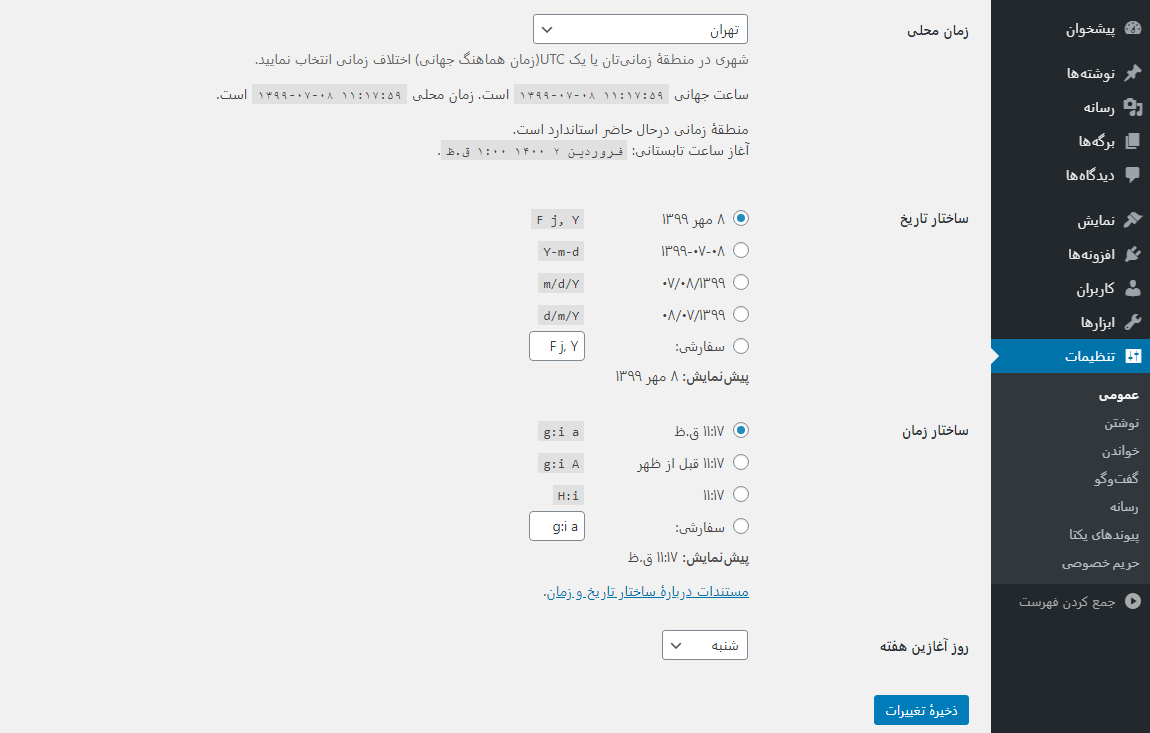 پیشخوان
نوشته‌ها
رسانه
برگه‌ها
دیدگاه‌ها
نمایش
افزونه‌ها
کاربران
ابزارها
تنظیمات
عمومی
نوشتن
خواندن
گفت‌وگو
رسانه
پیوندهای یکتا
حریم خصوصی
جمع کردن فهرست
زمان محلی
تهران
شهری در منطقهٔ زمانی‌تان یا یک UTC(زمان هماهنگ جهانی) اختلاف زمانی انتخاب نمایید.
ساعت جهانی ۱۳۹۹-۰۷-۰۸ ۱۱:۱۷:۵۹ است. زمان محلی ۱۳۹۹-۰۷-۰۸ ۱۱:۱۷:۵۹ است.
منطقهٔ زمانی درحال حاضر استاندارد است.
آغاز ساعت تابستانی: فروردین ۲ ۱۴۰۰ ۱:۰۰ ق.ظ.
ساختار تاریخ
۸ مهر ۱۳۹۹ F j, Y
۱۳۹۹-۰۷-۰۸ Y-m-d
۰۷/۰۸/۱۳۹۹ m/d/Y
۰۸/۰۷/۱۳۹۹ d/m/Y
سفارشی: F j, Y
پیش‌نمایش: ۸ مهر ۱۳۹۹
ساختار زمان
۱۱:۱۷ ق.ظ g:i a
۱۱:۱۷ قبل از ظهر g:i A
۱۱:۱۷ H:i
سفارشی: g:i a
پیش‌نمایش: ۱۱:۱۷ ق.ظ
مستندات دربارهٔ ساختار تاریخ و زمان.
روز آغازین هفته
شنبه
ذخیرهٔ تغییرات